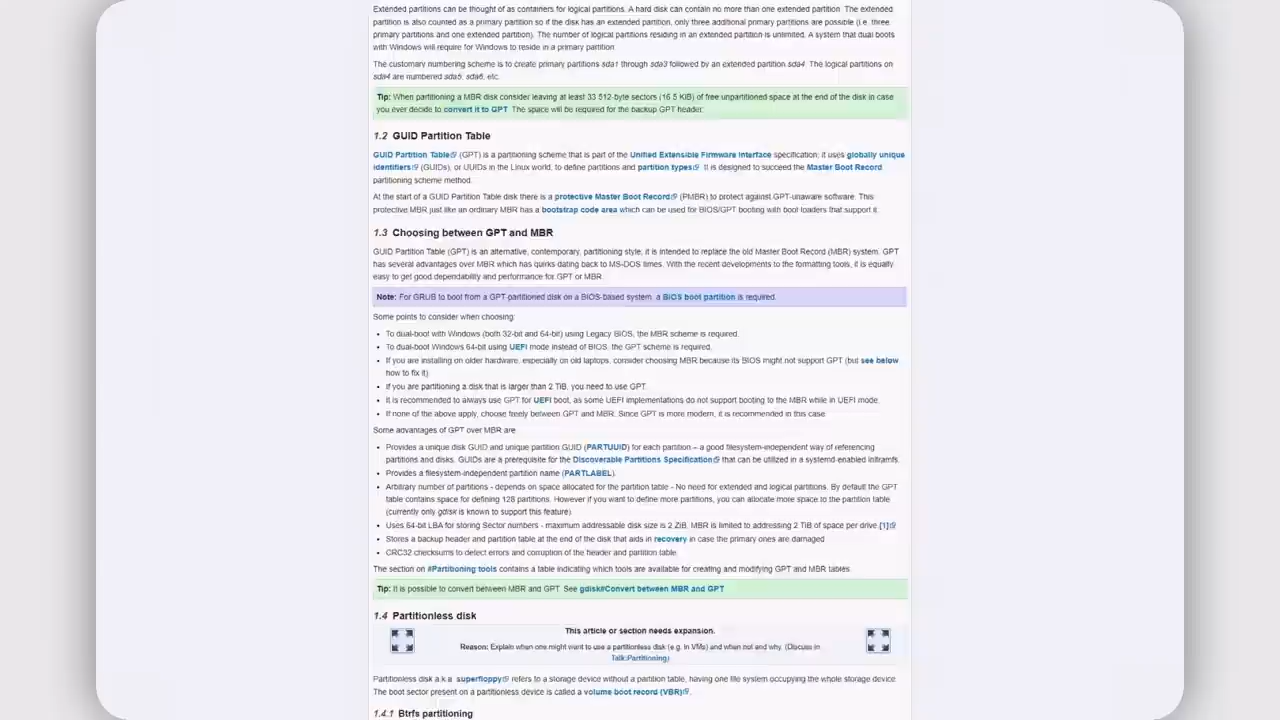 Extended partitions can be thought of as containers for logical partitions. A hard disk can contain no more than one extended partition. The extended
partition is also counted as a primary partition so if the disk has an extended partition, only three additional primary partitions are possible (i.e. three
primary partitions and one extended partition). The number of logical partitions residing in an extended partition is unlimited. A system that dual boots
with Windows will require for Windows to reside in a primary partition.
The customary numbering scheme is to create primary partitions sda1 through sda3 followed by an extended partition sda4. The logical partitions on
sda4 are numbered sda5, sda6, etc.
Tip: When partitioning a MBR disk consider leaving at least 33 512-byte sectors (16.5 KiB) of free unpartitioned space at the end of the disk in case
you ever decide to convert it to GPT. The space will be required for the backup GPT header.
1.2 GUID Partition Table
GUID Partition Table (GPT) is a partitioning scheme that is part of the Unified Extensible Firmware Interface specification; it uses globally unique
identifiers (GUIDs), or UUIDs in the Linux world, to define partitions and partition types. It is designed to succeed the Master Boot Record
partitioning scheme method.
At the start of a GUID Partition Table disk there is a protective Master Boot Record (PMBR) to protect against GPT-unaware software. This
protective MBR just like an ordinary MBR has a bootstrap code area which can be used for BIOS/GPT booting with boot loaders that support it.
1.3 Choosing between GPT and MBR
GUID Partition Table (GPT) is an alternative, contemporary, partitioning style; it is intended to replace the old Master Boot Record (MBR) system. GPT
has several advantages over MBR which has quirks dating back to MS-DOS times. With the recent developments to the formatting tools, it is equally
easy to get good dependability and performance for GPT or MBR.
Note: For GRUB to boot from a GPT-partitioned disk on a BIOS-based system, a BIOS boot partition is required.
Some points to consider when choosing:
• To dual-boot with Windows (both 32-bit and 64-bit) using Legacy BIOS, the MBR scheme is required.
• To dual-boot Windows 64-bit using UEFI mode instead of BIOS, the GPT scheme is required.
• If you are installing on older hardware, especially on old laptops, consider choosing MBR because its BIOS might not support GPT (but see below
how to fix it).
• If you are partitioning a disk that is larger than 2 TiB, you need to use GPT.
• It is recommended to always use GPT for UEFI boot, as some UEFI implementations do not support booting to the MBR while in UEFI mode.
• If none of the above apply, choose freely between GPT and MBR. Since GPT is more modern, it is recommended in this case.
Some advantages of GPT over MBR are
• Provides a unique disk GUID and unique partition GUID (PARTUUID) for each partition – a good filesystem-independent way of referencing
partitions and disks. GUIDs are a prerequisite for the Discoverable Partitions Specification that can be utilized in a systemd-enabled initramfs.
• Provides a filesystem-independent partition name (PARTLABEL).
• Arbitrary number of partitions - depends on space allocated for the partition table - No need for extended and logical partitions. By default the GPT
table contains space for defining 128 partitions. However if you want to define more partitions, you can allocate more space to the partition table
(currently only gdisk is known to support this feature).
• Uses 64-bit LBA for storing Sector numbers - maximum addressable disk size is 2 ZiB. MBR is limited to addressing 2 TiB of space per drive.[1]
• Stores a backup header and partition table at the end of the disk that aids in recovery in case the primary ones are damaged
• CRC32 checksums to detect errors and corruption of the header and partition table.
The section on #Partitioning tools contains a table indicating which tools are available for creating and modifying GPT and MBR tables.
Tip: It is possible to convert between MBR and GPT. See gdisk#Convert between MBR and GPT
1.4 Partitionless disk
This article or section needs expansion.
Reason: Explain when one might want to use a partitionless disk (e.g. in VMs) and when not and why. (Discuss in
Talk:Partitioning)
Partitionless disk a.k.a. superfloppy refers to a storage device without a partition table, having one file system occupying the whole storage device.
The boot sector present on a partitionless device is called a volume boot record (VBR).
1.4.1 Btrfs partitioning